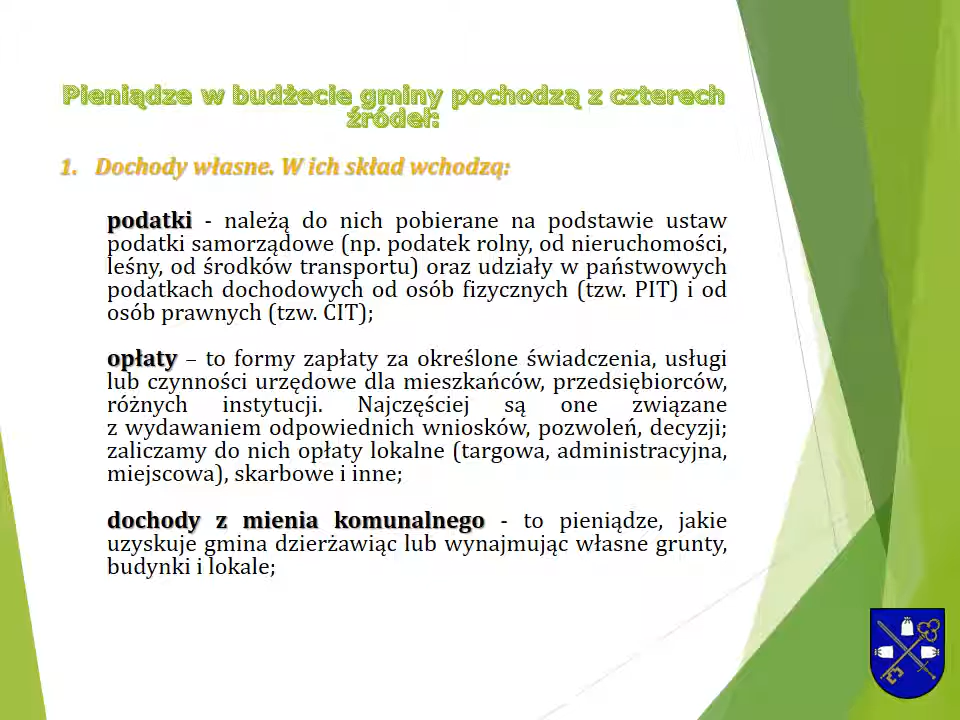 Pieniądze w budżecie gminy pochodzą z czterech
źródeł:
1. Dochody własne. W ich skład wchodzą:
podatki - należą do nich pobierane na podstawie ustaw
podatki samorządowe (np. podatek rolny, od nieruchomości,
leśny, od środków transportu) oraz udziały w państwowych
podatkach dochodowych od osób fizycznych (tzw. PIT) i od
osób prawnych (tzw. CIT);
opłaty – to formy zapłaty za określone świadczenia, usługi
lub czynności urzędowe dla mieszkańców, przedsiębiorców,
różnych instytucji. Najczęściej są one związane
z wydawaniem odpowiednich wniosków, pozwoleń, decyzji;
zaliczamy do nich opłaty lokalne (targowa, administracyjna,
miejscowa), skarbowe i inne;
dochody z mienia komunalnego - to pieniądze, jakie
uzyskuje gmina dzierżawiąc lub wynajmując własne grunty,
budynki i lokale;